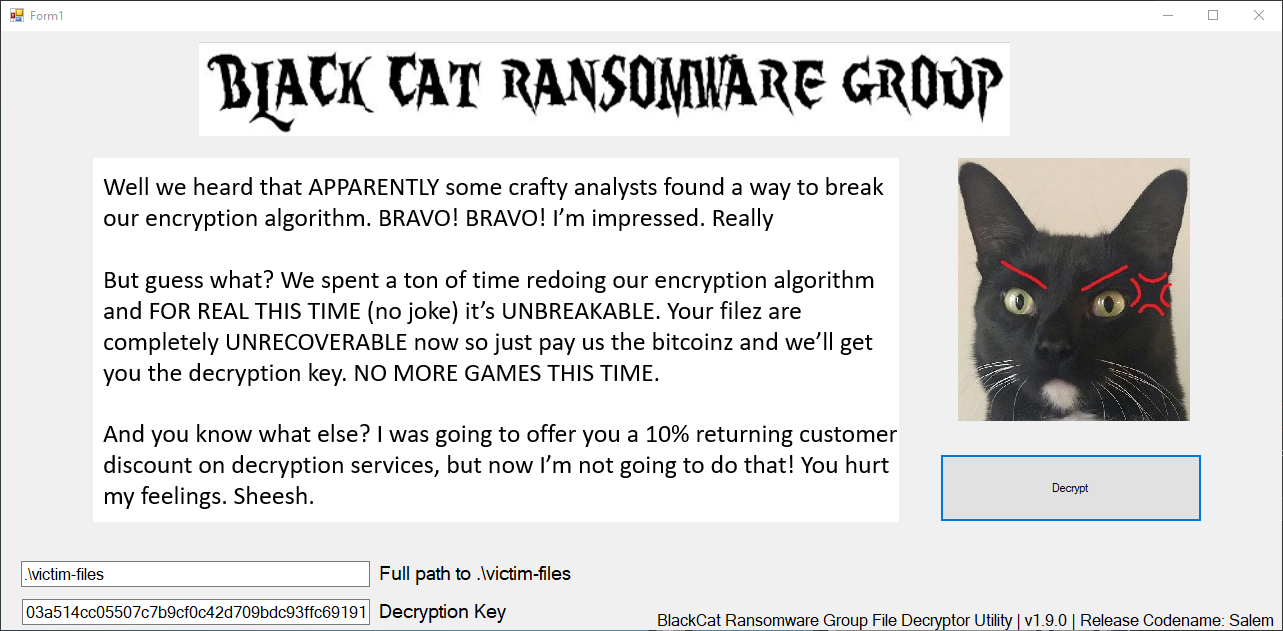 Form1
BLACK CAT RANSOMWARE GROUP
Well we heard that APPARENTLY some crafty analysts found a way to break
our encryption algorithm. BRAVO! BRAVO! I’m impressed. Really
But guess what? We spent a ton of time redoing our encryption algorithm
and FOR REAL THIS TIME (no joke) it’s UNBREAKABLE. Your filez are
completely UNRECOVERABLE now so just pay us the bitcoinz and we’ll get
you the decryption key. NO MORE GAMES THIS TIME.
And you know what else? I was going to offer you a 10% returning customer
discount on decryption services, but now I’m not going to do that! You hurt
my feelings. Sheesh.
Decrypt
.\victim-files
Full path to .\victim-files
03a514cc05507c7b9cf0c42d709bdc93ffc69191
Decryption Key
BlackCat Ransomware Group File Decryptor Utility | v1.9.0 | Release Codename: Salem